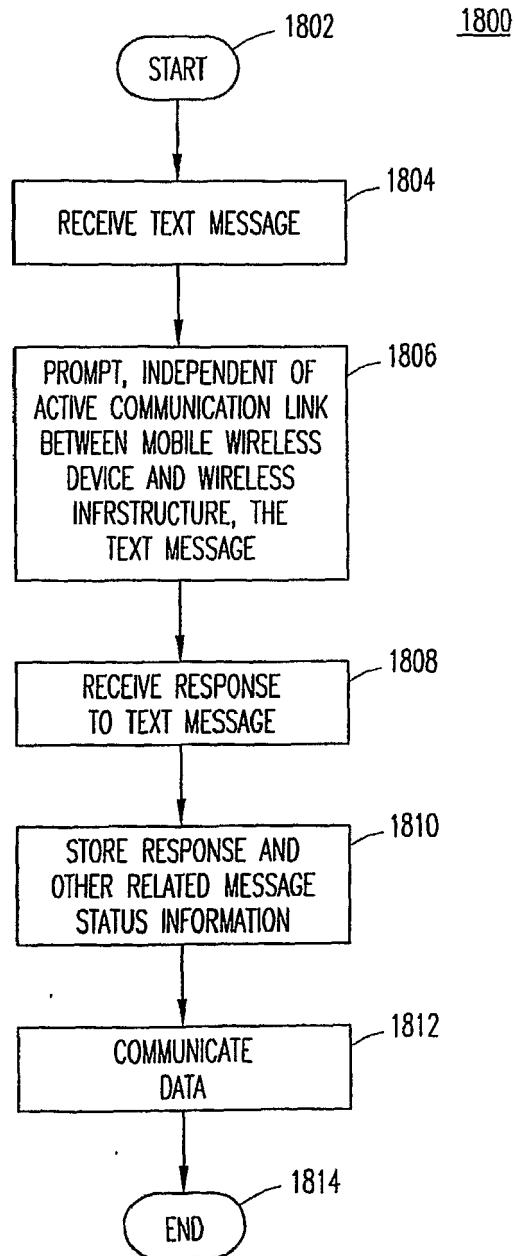 1800
1802
START
1804
RECEIVE TEXT MESSAGE
1806
PROMPT, INDEPENDENT OF
ACTIVE COMMUNICATION LINK
BETWEEN MOBILE WIRELESS
DEVICE AND WIRELESS
INFRSTRUCTURE, THE
TEXT MESSAGE
1808
RECEIVE RESPONSE
TO TEXT MESSAGE
1810
STORE RESPONSE AND
OTHER RELATED MESSAGE
STATUS INFORMATION
1812
COMMUNICATE
DATA
1814
END